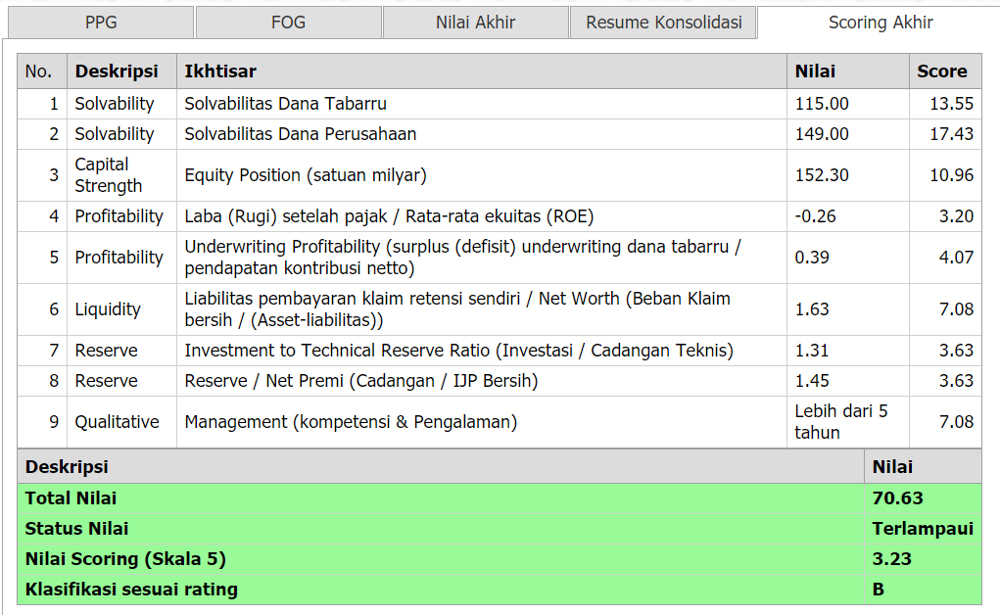 PPG FOG Nilai Akhir Resume Konsolidasi Scoring Akhir
No. Deskripsi Ikhtisar Nilai Score
1 Solvability Solvabilitas Dana Tabarru 115.00 13.55
2 Solvability Solvabilitas Dana Perusahaan 149.00 17.43
3 Capital Strength Equity Position (satuan milyar) 152.30 10.96
4 Profitability Laba (Rugi) setelah pajak / Rata-rata ekuitas (ROE) -0.26 3.20
5 Profitability Underwriting Profitability (surplus (defisit) underwriting dana tabarru / pendapatan kontribusi netto) 0.39 4.07
6 Liquidity Liabilitas pembayaran klaim retensi sendiri / Net Worth (Beban Klaim bersih / (Asset-liabilitas)) 1.63 7.08
7 Reserve Investment to Technical Reserve Ratio (Investasi / Cadangan Teknis) 1.31 3.63
8 Reserve Reserve / Net Premi (Cadangan / IJP Bersih) 1.45 3.63
9 Qualitative Management (kompetensi & Pengalaman) Lebih dari 5 tahun 7.08
Deskripsi Nilai
Total Nilai 70.63
Status Nilai Terlampaui
Nilai Scoring (Skala 5) 3.23
Klasifikasi sesuai rating B